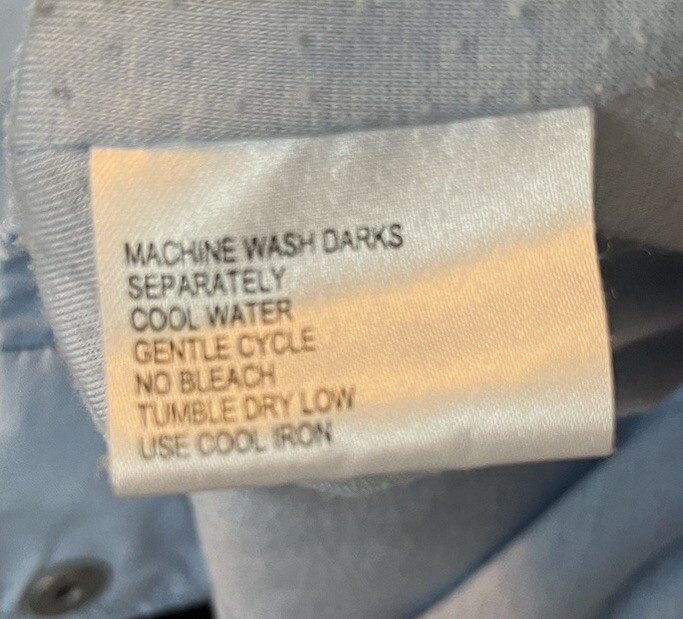 MACHINE WASH DARKS
SEPARATELY
COOL WATER
GENTLE CYCLE
NO BLEACH
TUMBLE DRY LOW
USE COOL IRON